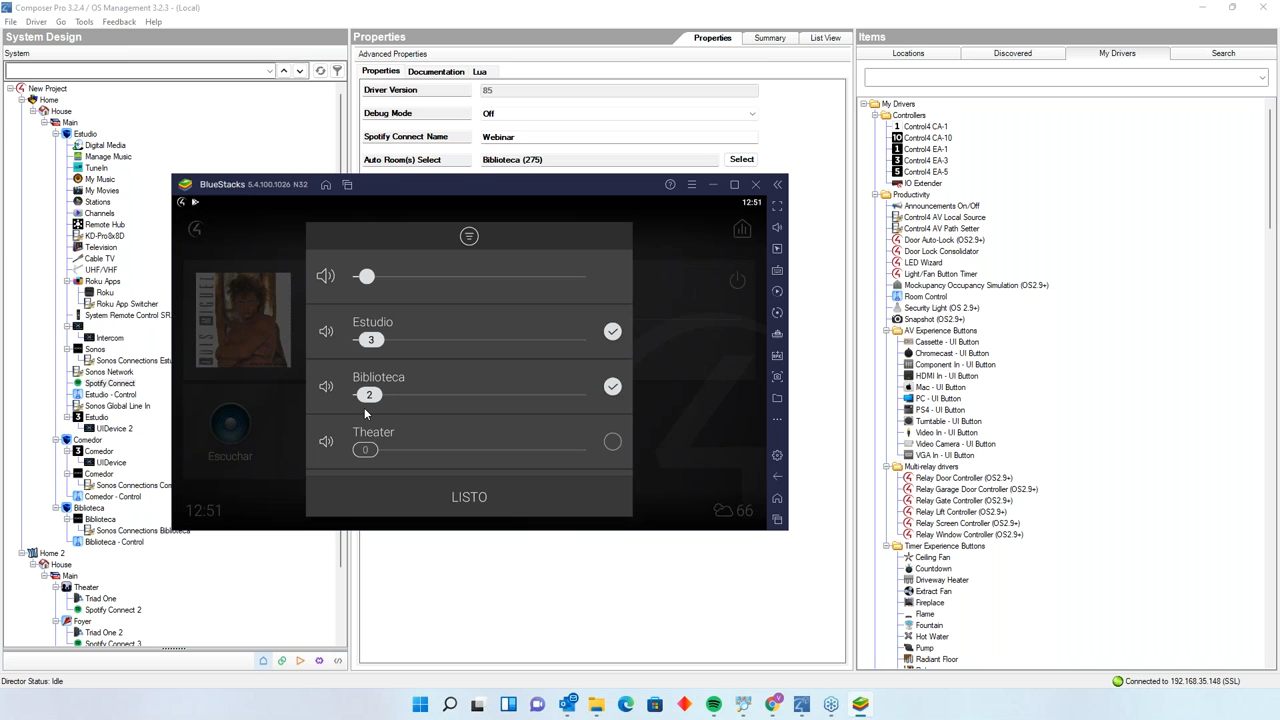 Composer Pro 3.2.4 / OS Management 3.2.3 - (Local)
File Driver Go Tools Feedback Help
System Design
System
New Project
Home
House
Main
Estudio
Digital Media
Manage Music
TuneIn
My Music
My Movies
Stations
Channels
Remote Hub
KD-Pro8x8D
Television
Cable TV
UHF/VHF
Roku Apps
Roku
Roku App Switcher
System Remote Control SR
Intercom
Sonos
Sonos Connections Est
Sonos Network
Spotify Connect
Estudio - Control
Sonos Global Line In
Estudio
UIDevice 2
Comedor
Comedor
UIDevice
Comedor
Sonos Connections Co
Comedor - Control
Biblioteca
Biblioteca
Sonos Connections Biblioteca
Biblioteca - Control
Home 2
House
Main
Theater
Triad One
Spotify Connect 2
Foyer
Triad One 2
Spotify Connect 3
Director Status: Idle
Properties
Properties Summary List View
Advanced Properties
Properties Documentation Lua
Driver Version 85
Debug Mode Off
Spotify Connect Name Webinar
Auto Room(s) Select Biblioteca (275) Select
BlueStacks 5.4.100.1026 N32
12:51
LUIS MIGUEL
Escuchar
12:51
66
Estudio
3
Biblioteca
2
Theater
0
LISTO
Items
Locations Discovered My Drivers Search
My Drivers
Controllers
Control4 CA-1
Control4 CA-10
Control4 EA-1
Control4 EA-3
Control4 EA-5
IO Extender
Productivity
Announcements On/Off
Control4 AV Local Source
Control4 AV Path Setter
Door Auto-Lock (OS2.9+)
Door Lock Consolidator
LED Wizard
Light/Fan Button Timer
Mockupancy Occupancy Simulation (OS2.9+)
Room Control
Security Light (OS 2.9+)
Snapshot (OS2.9+)
AV Experience Buttons
Cassette - UI Button
Chromecast - UI Button
Component In - UI Button
HDMI In - UI Button
Mac - UI Button
PC - UI Button
PS4 - UI Button
Turntable - UI Button
Video In - UI Button
Video Camera - UI Button
VGA In - UI Button
Multi-relay drivers
Relay Door Controller (OS2.9+)
Relay Garage Door Controller (OS2.9+)
Relay Gate Controller (OS2.9+)
Relay Lift Controller (OS2.9+)
Relay Screen Controller (OS2.9+)
Relay Window Controller (OS2.9+)
Timer Experience Buttons
Ceiling Fan
Countdown
Driveway Heater
Extract Fan
Fireplace
Flame
Fountain
Hot Water
Pump
Radiant Floor
Connected to 192.168.35.148 (SSL)